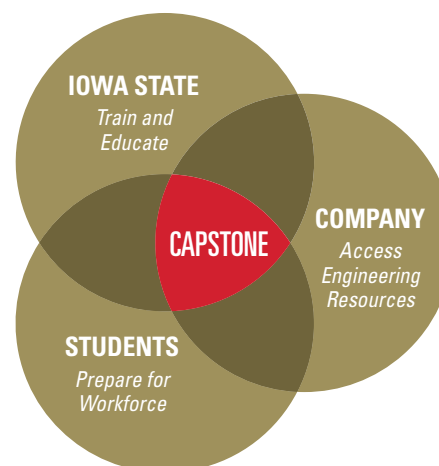 IOWA STATE
Train and
Educate
COMPANY
Access
Engineering
Resources
CAPSTONE
STUDENTS
Prepare for
Workforce